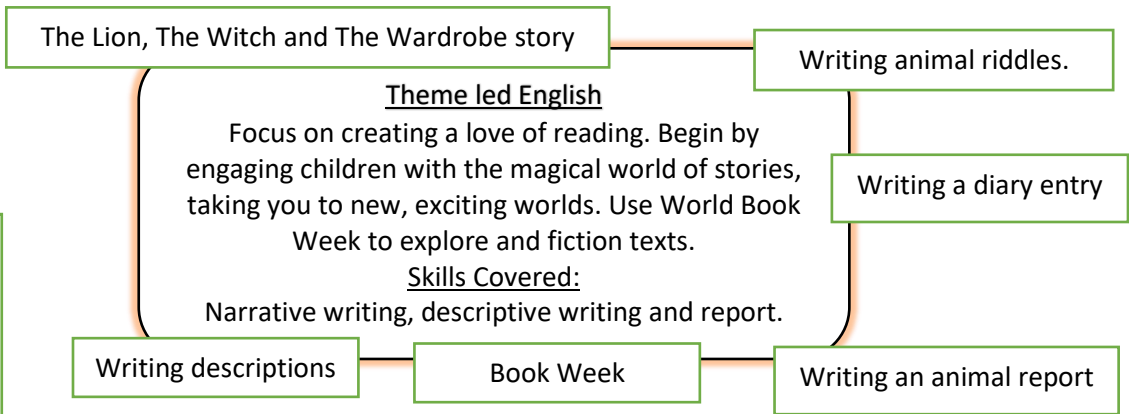 The Lion, The Witch and The Wardrobe story
Writing animal riddles.
Theme led English
Focus on creating a love of reading. Begin by
engaging children with the magical world of stories,
taking you to new, exciting worlds. Use World Book
Week to explore and fiction texts.
Skills Covered:
Narrative writing, descriptive writing and report.
Writing a diary entry
Writing descriptions
Book Week
Writing an animal report